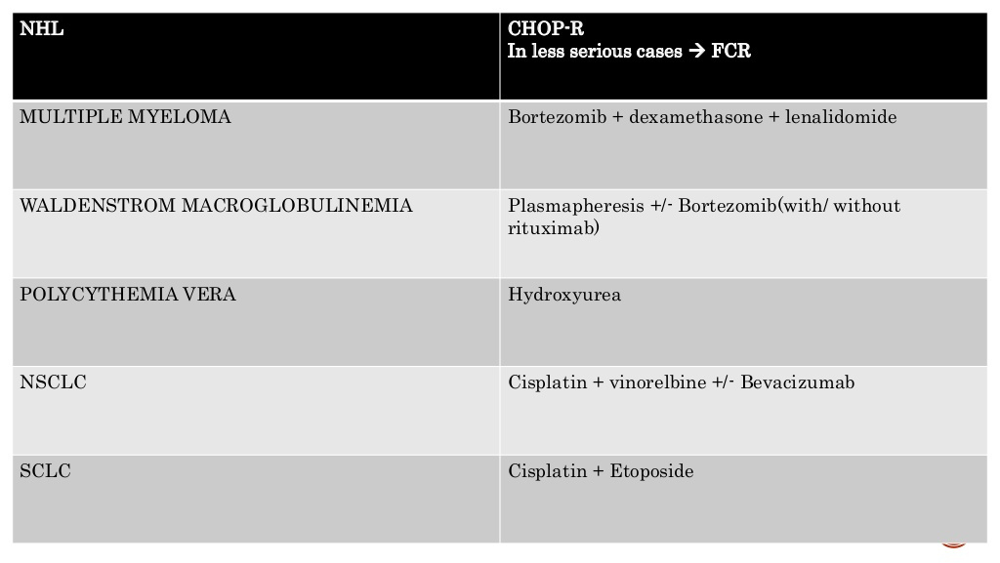 NHL
CHOP-R
In less serious cases → FCR
MULTIPLE MYELOMA
Bortezomib + dexamethasone + lenalidomide
WALDENSTROM MACROGLOBULINEMIA
Plasmapheresis +/- Bortezomib(with/ without
rituximab)
POLYCYTHEMIA VERA
Hydroxyurea
NSCLC
Cisplatin + vinorelbine +/- Bevacizumab
SCLC
Cisplatin + Etoposide